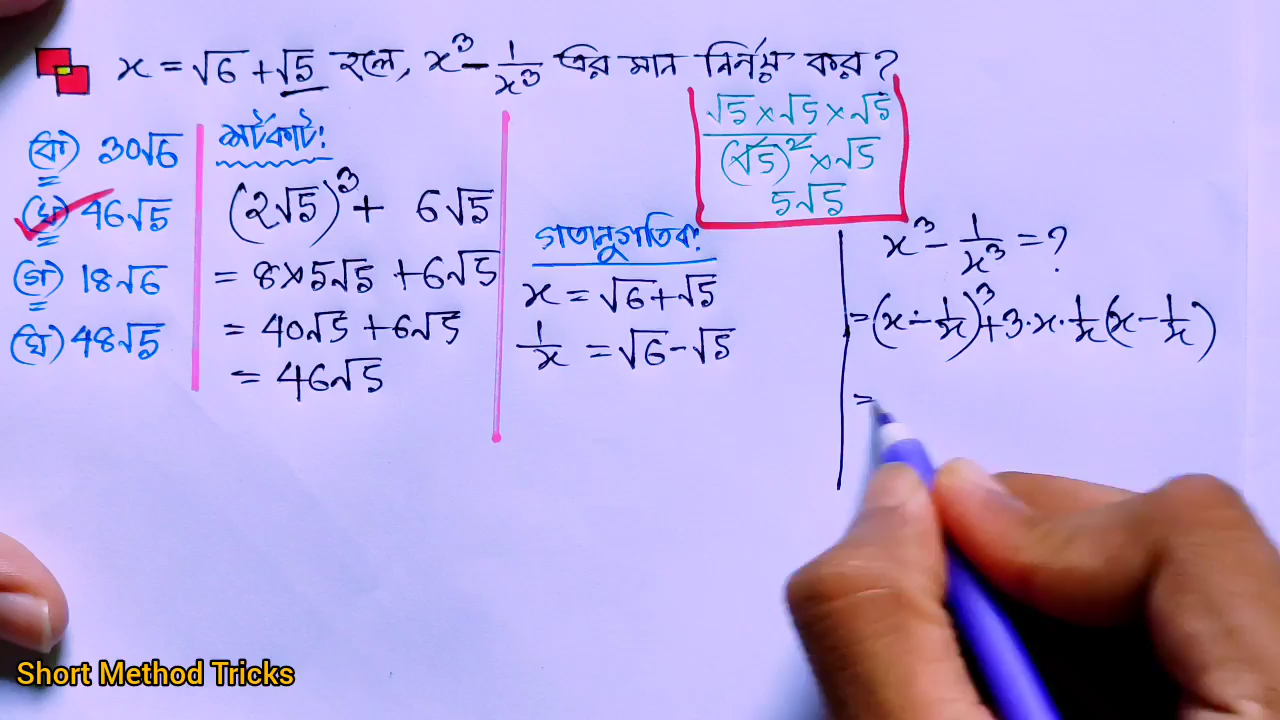 x = √6 + √5 হলে, x³ - 1/x³ এর মান নির্ণয় কর ?
(ক) 30√6
(খ) 46√5
(গ) 18√6
(ঘ) 48√5
শর্টকাট:
(2√5)³ + 6√5
= 8×5√5 + 6√5
= 40√5 + 6√5
= 46√5
√5 × √5 × √5
(√5)² × √5
5√5
গতানুগতিক:
x = √6 + √5
1/x = √6 - √5
x³ - 1/x³ = ?
= (x - 1/x)³ + 3·x·1/x (x - 1/x)
=
Short Method Tricks